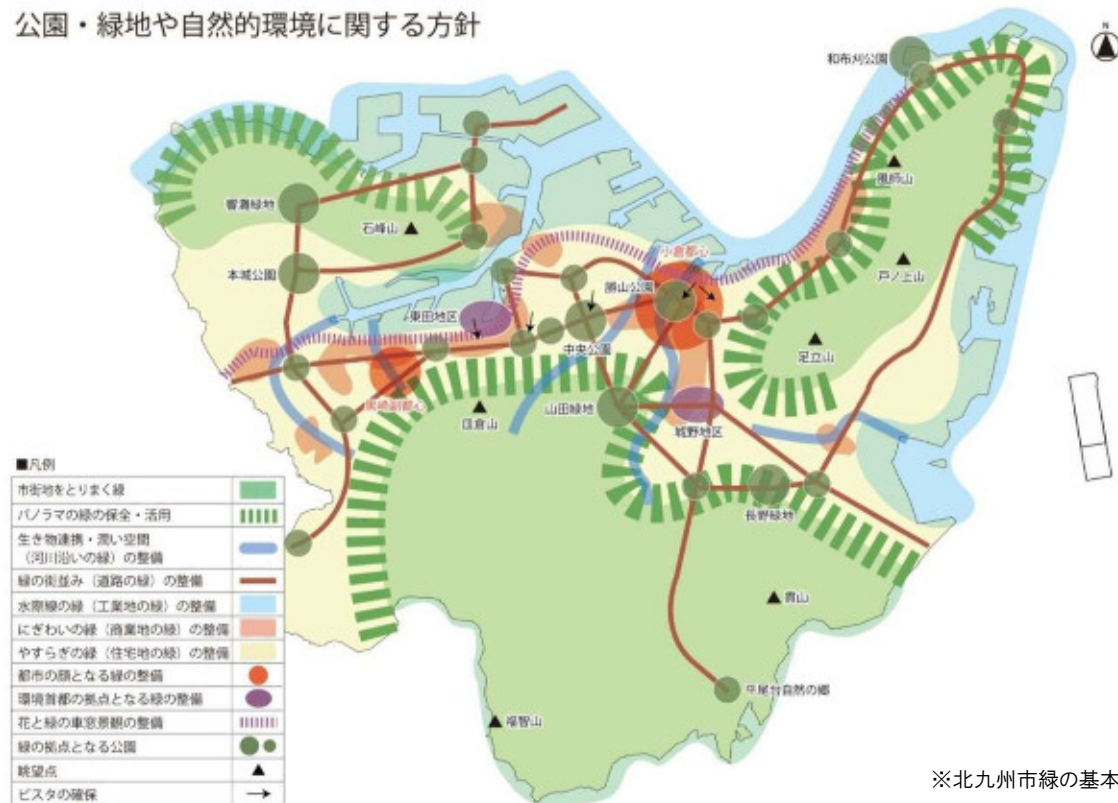 公園・緑地や自然的環境に関する方針
N
和布刈公園
風師山
響灘緑地
石峰山
戸ノ上山
本城公園
小倉都心
勝山公園
東田地区
中央公園
足立山
黒崎副都心
皿倉山
山田緑地
城野地区
長野緑地
貫山
平尾台自然の郷
福智山
■凡例
市街地をとりまく緑
パノラマの緑の保全・活用
生き物連携・潤い空間
(河川沿いの緑)の整備
緑の街並み(道路の緑)の整備
水際線の緑(工業地の緑)の整備
にぎわいの緑(商業地の緑)の整備
やすらぎの緑(住宅地の緑)の整備
都市の顔となる緑の整備
環境首都の拠点となる緑の整備
花と緑の車窓景観の整備
緑の拠点となる公園
眺望点
ビスタの確保
※北九州市緑の基本